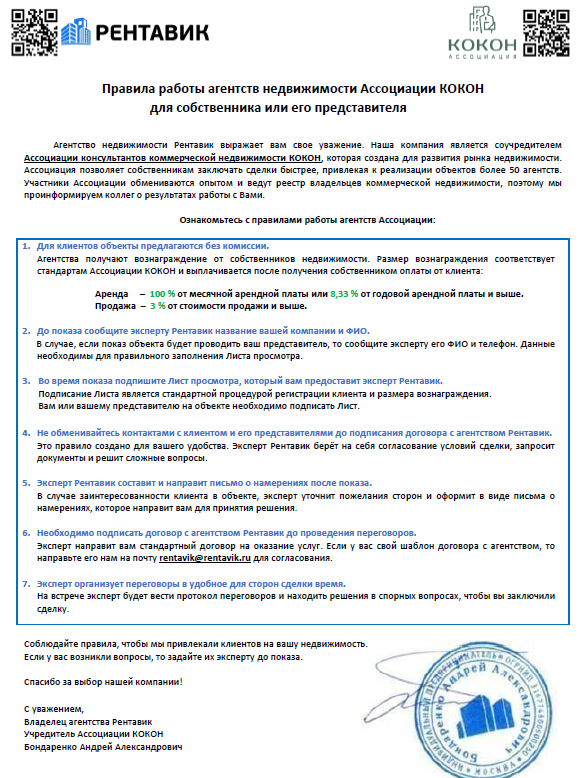 РЕНТАВИК
КОКОН
АССОЦИАЦИЯ
Правила работы агентств недвижимости Ассоциации КОКОН
для собственника или его представителя
Агентство недвижимости Рентавик выражает вам свое уважение. Наша компания является соучредителем
Ассоциации консультантов коммерческой недвижимости КОКОН, которая создана для развития рынка недвижимости.
Ассоциация позволяет собственникам заключать сделки быстрее, привлекая к реализации объектов более 50 агентств.
Участники Ассоциации обмениваются опытом и ведут реестр владельцев коммерческой недвижимости, поэтому мы
проинформируем коллег о результатах работы с Вами.
Ознакомьтесь с правилами работы агентств Ассоциации:
1. Для клиентов объекты предлагаются без комиссии.
Агентства получают вознаграждение от собственников недвижимости. Размер вознаграждения соответствует
стандартам Ассоциации КОКОН и выплачивается после получения собственником оплаты от клиента:
Аренда – 100 % от месячной арендной платы или 8,33 % от годовой арендной платы и выше.
Продажа – 3 % от стоимости продажи и выше.
2. До показа сообщите эксперту Рентавик название вашей компании и ФИО.
В случае, если показ объекта будет проводить ваш представитель, то сообщите эксперту его ФИО и телефон. Данные
необходимы для правильного заполнения Листа просмотра.
3. Во время показа подпишите Лист просмотра, который вам предоставит эксперт Рентавик.
Подписание Листа является стандартной процедурой регистрации клиента и размера вознаграждения.
Вам или вашему представителю на объекте необходимо подписать Лист.
4. Не обменивайтесь контактами с клиентом и его представителями до подписания договора с агентством Рентавик.
Это правило создано для вашего удобства. Эксперт Рентавик берёт на себя согласование условий сделки, запросит
документы и решит сложные вопросы.
5. Эксперт Рентавик составит и направит письмо о намерениях после показа.
В случае заинтересованности клиента в объекте, эксперт уточнит пожелания сторон и оформит в виде письма о
намерениях, которое направит вам для принятия решения.
6. Необходимо подписать договор с агентством Рентавик до проведения переговоров.
Эксперт направит вам стандартный договор на оказание услуг. Если у вас свой шаблон договора с агентством, то
направьте его нам на почту rentavik@rentavik.ru для согласования.
7. Эксперт организует переговоры в удобное для сторон сделки время.
На встрече эксперт будет вести протокол переговоров и находить решения в спорных вопросах, чтобы вы заключили
сделку.
Соблюдайте правила, чтобы мы привлекали клиентов на вашу недвижимость.
Если у вас возникли вопросы, то задайте их эксперту до показа.
Спасибо за выбор нашей компании!
С уважением,
Владелец агентства Рентавик
Учредитель Ассоциации КОКОН
Бондаренко Андрей Александрович
ИНДИВИДУАЛЬНЫЙ ПРЕДПРИНИМАТЕЛЬ
Бондаренко Андрей Александрович
МОСКВА